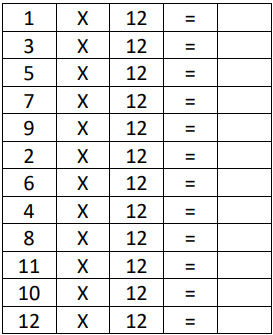 1 X 12 =
3 X 12 =
5 X 12 =
7 X 12 =
9 X 12 =
2 X 12 =
6 X 12 =
4 X 12 =
8 X 12 =
11 X 12 =
10 X 12 =
12 X 12 =